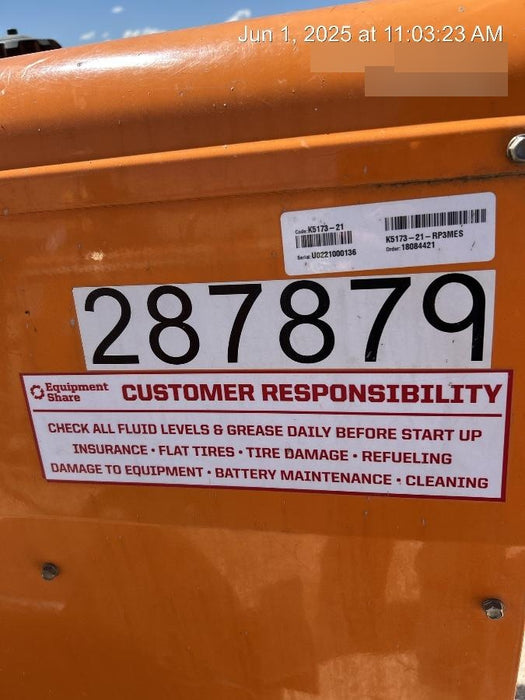 Jun 1, 2025 at 11:03:23 AM
Code: K5173-21
Serial: U0221000136
K5173-21-RP3MES
Order: 18084421
287879
Equipment Share
CUSTOMER RESPONSIBILITY
CHECK ALL FLUID LEVELS & GREASE DAILY BEFORE START UP
INSURANCE • FLAT TIRES • TIRE DAMAGE • REFUELING
DAMAGE TO EQUIPMENT • BATTERY MAINTENANCE • CLEANING